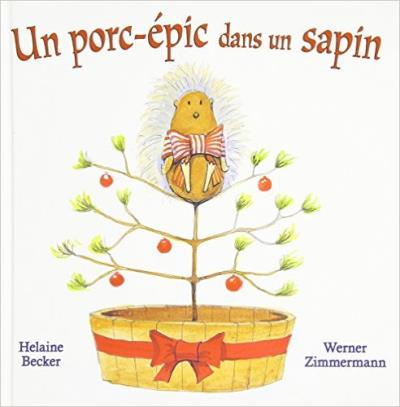 Un porc-épic dans un sapin
Helaine
Becker
Werner
Zimmermann